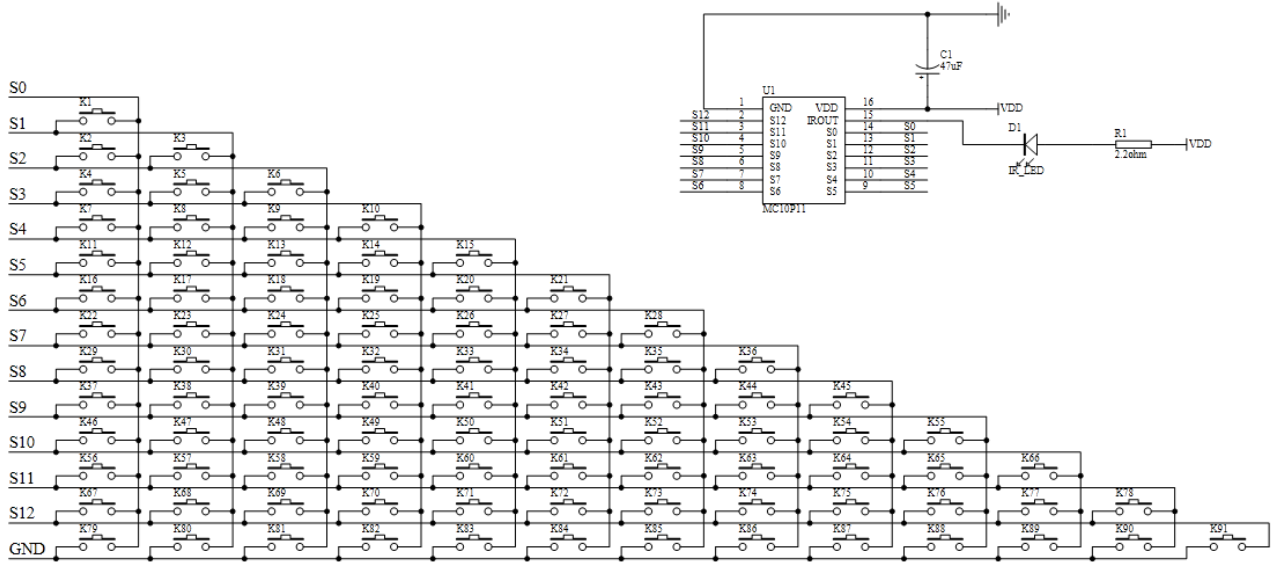 S0
K1
S1
K2 K3
S2
K4 K5 K6
S3
K7 K8 K9 K10
S4
K11 K12 K13 K14 K15
S5
K16 K17 K18 K19 K20 K21
S6
K22 K23 K24 K25 K26 K27 K28
S7
K29 K30 K31 K32 K33 K34 K35 K36
S8
K37 K38 K39 K40 K41 K42 K43 K44 K45
S9
K46 K47 K48 K49 K50 K51 K52 K53 K54 K55
S10
K56 K57 K58 K59 K60 K61 K62 K63 K64 K65 K66
S11
K67 K68 K69 K70 K71 K72 K73 K74 K75 K76 K77 K78
S12
K79 K80 K81 K82 K83 K84 K85 K86 K87 K88 K89 K90 K91
GND
C1
47uF
+
U1
1 GND VDD 16 VDD
S12 2 S12 IROUT 15
S11 3 S11 S0 14 S0
S10 4 S10 S1 13 S1
S9 5 S9 S2 12 S2
S8 6 S8 S3 11 S3
S7 7 S7 S4 10 S4
S6 8 S6 S5 9 S5
MC10P11
D1
IR_LED
R1
2.2ohm
VDD